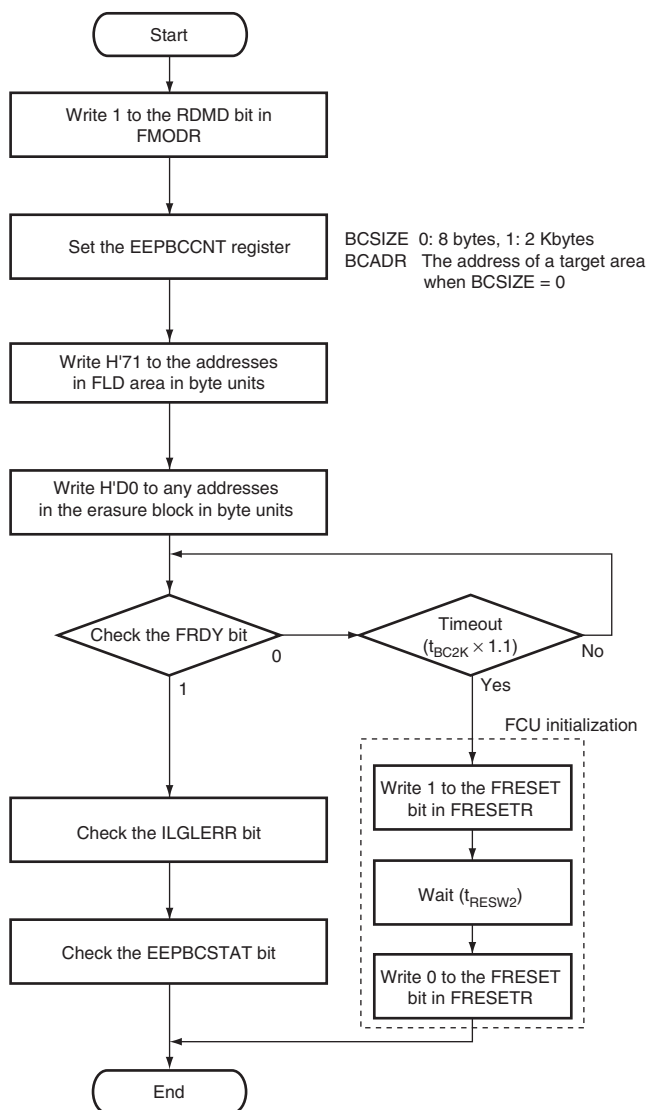 Start
Write 1 to the RDMD bit in
FMODR
Set the EEPBCCNT register
BCSIZE 0: 8 bytes, 1: 2 Kbytes
BCADR The address of a target area
when BCSIZE = 0
Write H'71 to the addresses
in FLD area in byte units
Write H'D0 to any addresses
in the erasure block in byte units
Check the FRDY bit
0
1
Timeout
(tBC2K × 1.1)
No
Yes
FCU initialization
Write 1 to the FRESET
bit in FRESETR
Wait (tRESW2)
Write 0 to the FRESET
bit in FRESETR
Check the ILGLERR bit
Check the EEPBCSTAT bit
End